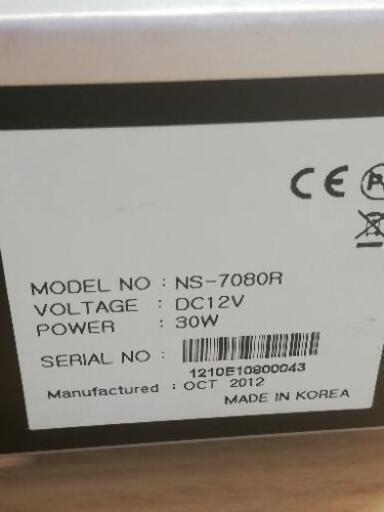 CE
MODEL NO : NS-7080R
VOLTAGE : DC12V
POWER : 30W
SERIAL NO :
1210E10800043
Manufactured : OCT 2012
MADE IN KOREA